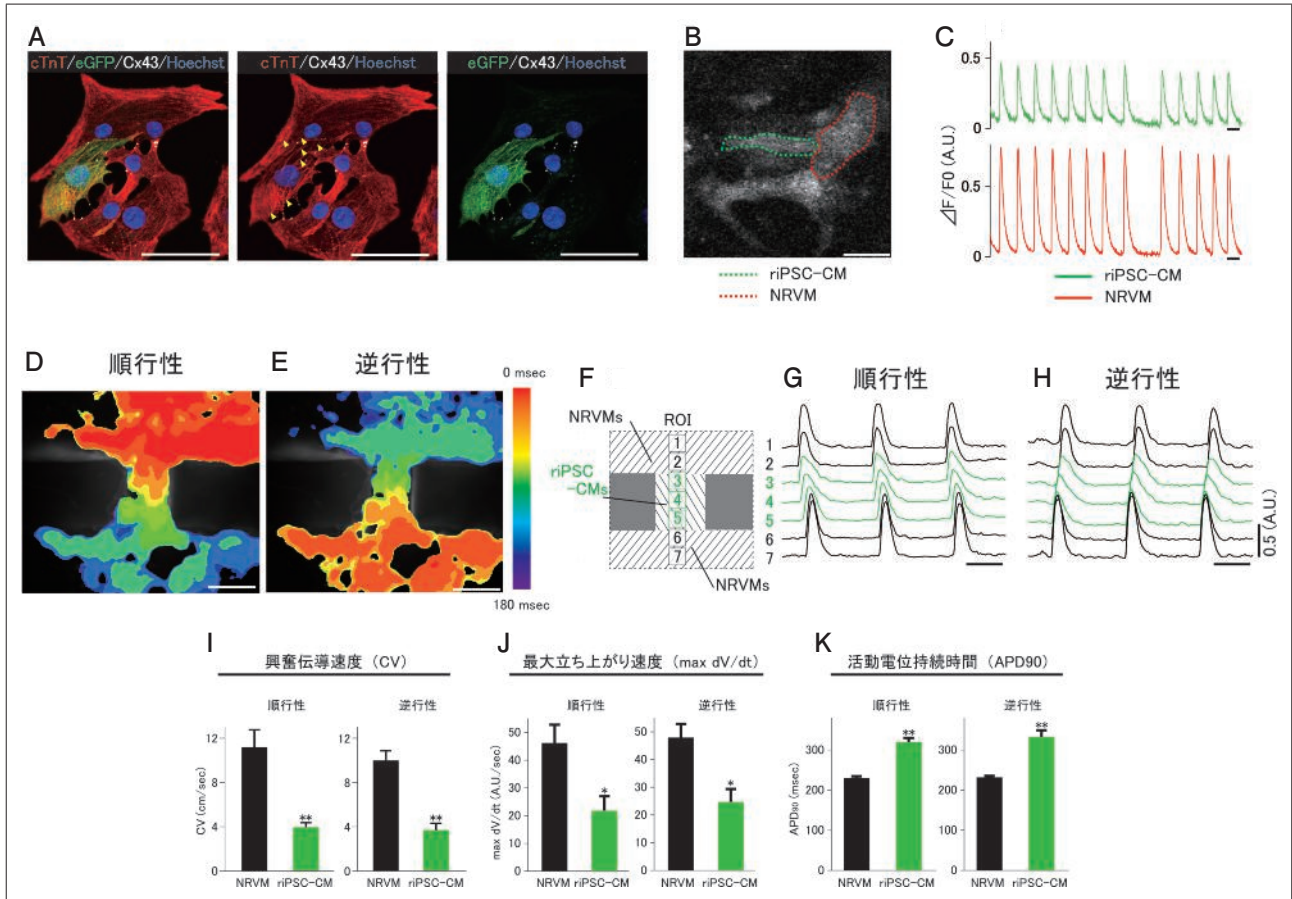 A
cTnT/eGFP/Cx43/Hoechst
cTnT/Cx43/Hoechst
eGFP/Cx43/Hoechst
B
riPSC-CM
NRVM
C
0.5
0
0.5
0
⊿F/F0 (A.U.)
riPSC-CM
NRVM
D
順行性
E
逆行性
0 msec
180 msec
F
NRVMs
ROI
riPSC
-CMs
1
2
3
4
5
6
7
NRVMs
G
順行性
1
2
3
4
5
6
7
H
逆行性
0.5 (A.U.)
I
興奮伝導速度（CV）
順行性
逆行性
CV (cm/sec)
12
8
4
0
**
NRVM riPSC-CM
12
8
4
0
**
NRVM riPSC-CM
J
最大立ち上がり速度（max dV/dt）
順行性
逆行性
max dV/dt (A.U./sec)
50
40
30
20
10
0
*
NRVM riPSC-CM
50
40
30
20
10
0
*
NRVM riPSC-CM
K
活動電位持続時間（APD90）
順行性
逆行性
APD90 (msec)
300
200
100
0
**
NRVM riPSC-CM
300
200
100
0
**
NRVM riPSC-CM